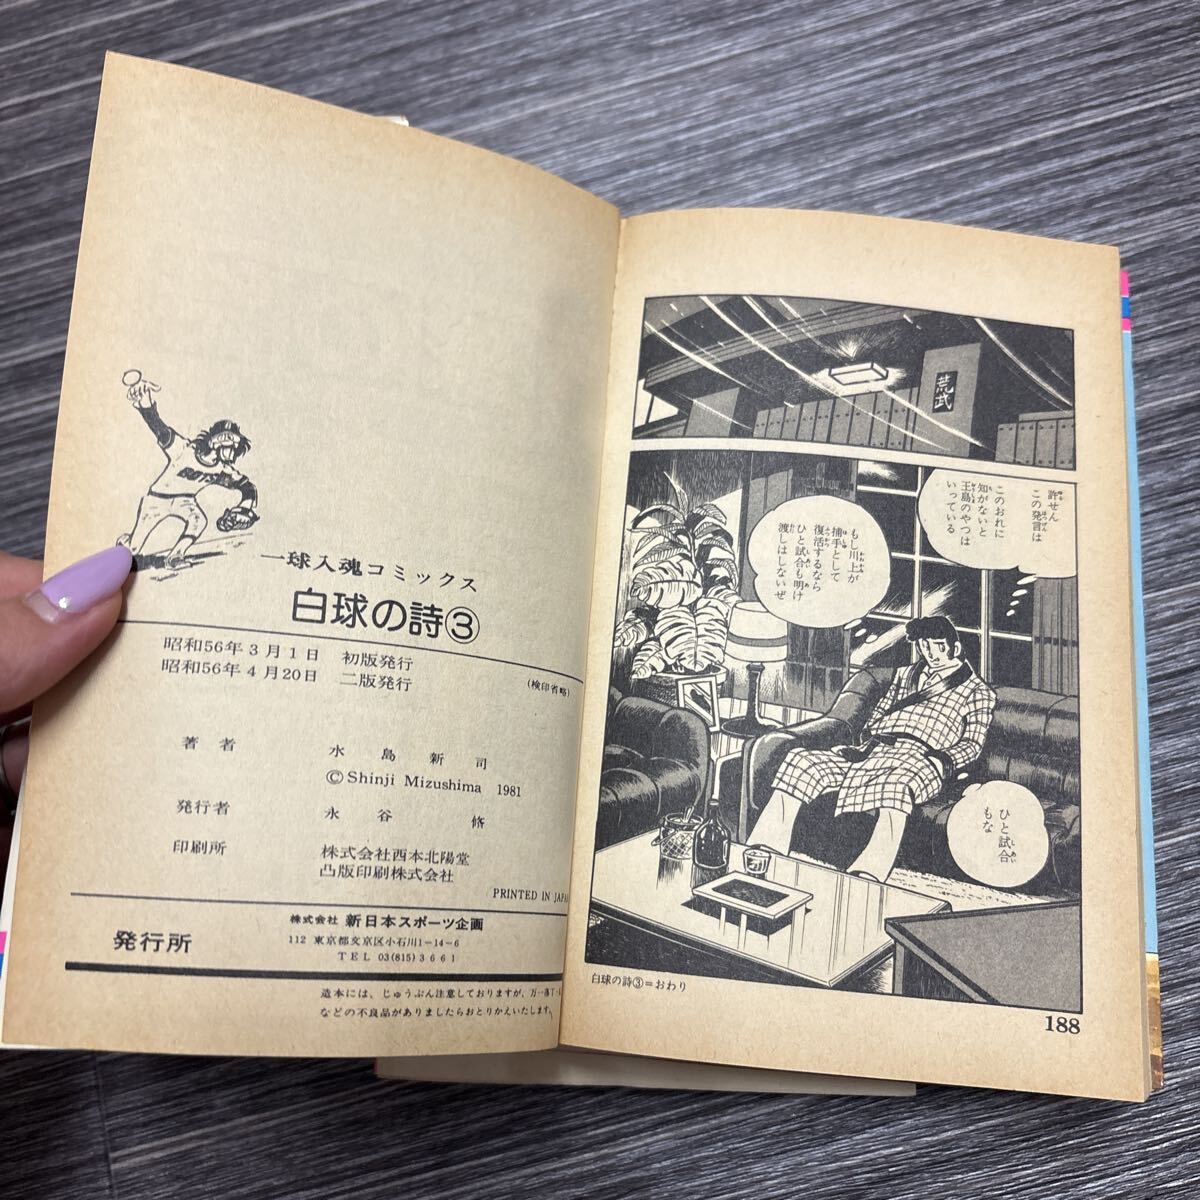 一球入魂コミックス
白球の詩③
昭和56年3月1日　初版発行
昭和56年4月20日　二版発行
(検印省略)
著者　水島新司
©Shinji Mizushima 1981
発行者　永谷脩
印刷所　株式会社西本北陽堂
凸版印刷株式会社
PRINTED IN JAPA
発行所
株式会社 新日本スポーツ企画
112 東京都文京区小石川1-14-6
TEL 03(815)3661
造本には、じゅうぶん注意しておりますが、万一落丁・
などの不良品がありましたらおとりかえいたします。
荒武
許せん
この発言は
このおれに
知がないと
王島のやつは
いっている
もし川上が
捕手として
復活するなら
ひと試合も明け
渡しはしないぜ
ひと試合
もな
白球の詩③=おわり
188